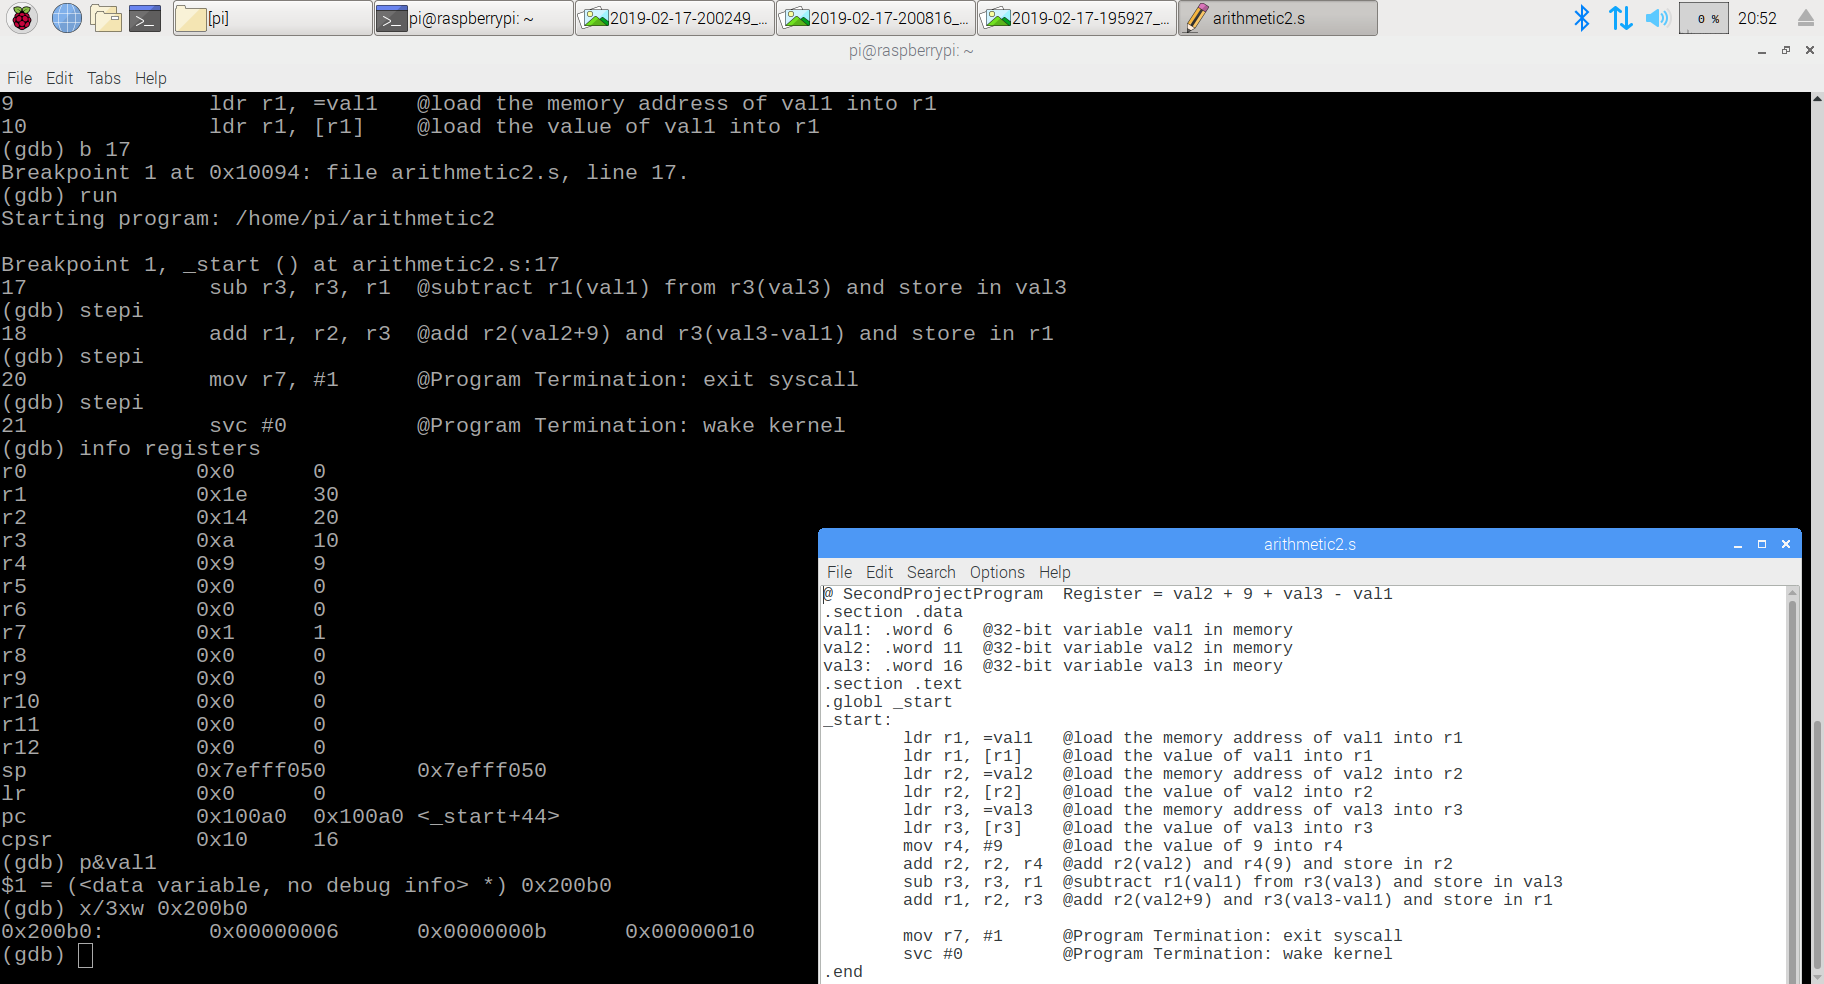 [pi]
pi@raspberrypi: ~
2019-02-17-200249_...
2019-02-17-200816_...
2019-02-17-195927_...
arithmetic2.s
0 %
20:52
pi@raspberrypi: ~
File Edit Tabs Help
9 ldr r1, =val1 @load the memory address of val1 into r1
10 ldr r1, [r1] @load the value of val1 into r1
(gdb) b 17
Breakpoint 1 at 0x10094: file arithmetic2.s, line 17.
(gdb) run
Starting program: /home/pi/arithmetic2
Breakpoint 1, _start () at arithmetic2.s:17
17 sub r3, r3, r1 @subtract r1(val1) from r3(val3) and store in val3
(gdb) stepi
18 add r1, r2, r3 @add r2(val2+9) and r3(val3-val1) and store in r1
(gdb) stepi
20 mov r7, #1 @Program Termination: exit syscall
(gdb) stepi
21 svc #0 @Program Termination: wake kernel
(gdb) info registers
r0 0x0 0
r1 0x1e 30
r2 0x14 20
r3 0xa 10
r4 0x9 9
r5 0x0 0
r6 0x0 0
r7 0x1 1
r8 0x0 0
r9 0x0 0
r10 0x0 0
r11 0x0 0
r12 0x0 0
sp 0x7efff050 0x7efff050
lr 0x0 0
pc 0x100a0 0x100a0 <_start+44>
cpsr 0x10 16
(gdb) p&val1
$1 = (<data variable, no debug info> *) 0x200b0
(gdb) x/3xw 0x200b0
0x200b0: 0x00000006 0x0000000b 0x00000010
(gdb)
arithmetic2.s
File Edit Search Options Help
@ SecondProjectProgram Register = val2 + 9 + val3 - val1
.section .data
val1: .word 6 @32-bit variable val1 in memory
val2: .word 11 @32-bit variable val2 in memory
val3: .word 16 @32-bit variable val3 in meory
.section .text
.globl _start
_start:
ldr r1, =val1 @load the memory address of val1 into r1
ldr r1, [r1] @load the value of val1 into r1
ldr r2, =val2 @load the memory address of val2 into r2
ldr r2, [r2] @load the value of val2 into r2
ldr r3, =val3 @load the memory address of val3 into r3
ldr r3, [r3] @load the value of val3 into r3
mov r4, #9 @load the value of 9 into r4
add r2, r2, r4 @add r2(val2) and r4(9) and store in r2
sub r3, r3, r1 @subtract r1(val1) from r3(val3) and store in val3
add r1, r2, r3 @add r2(val2+9) and r3(val3-val1) and store in r1
mov r7, #1 @Program Termination: exit syscall
svc #0 @Program Termination: wake kernel
.end